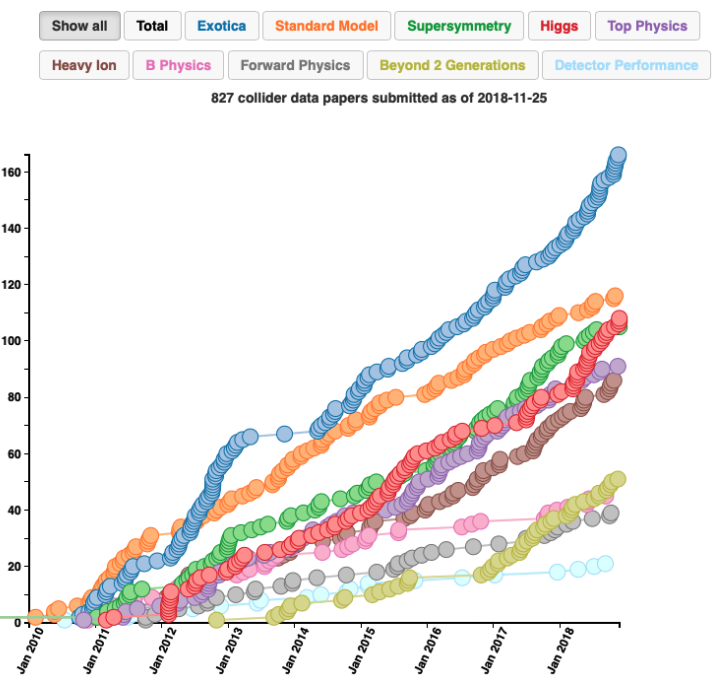 Show all Total Exotica Standard Model Supersymmetry Higgs Top Physics
Heavy Ion B Physics Forward Physics Beyond 2 Generations Detector Performance
827 collider data papers submitted as of 2018-11-25
160
140
120
100
80
60
40
20
0
Jan 2010 Jan 2011 Jan 2012 Jan 2013 Jan 2014 Jan 2015 Jan 2016 Jan 2017 Jan 2018